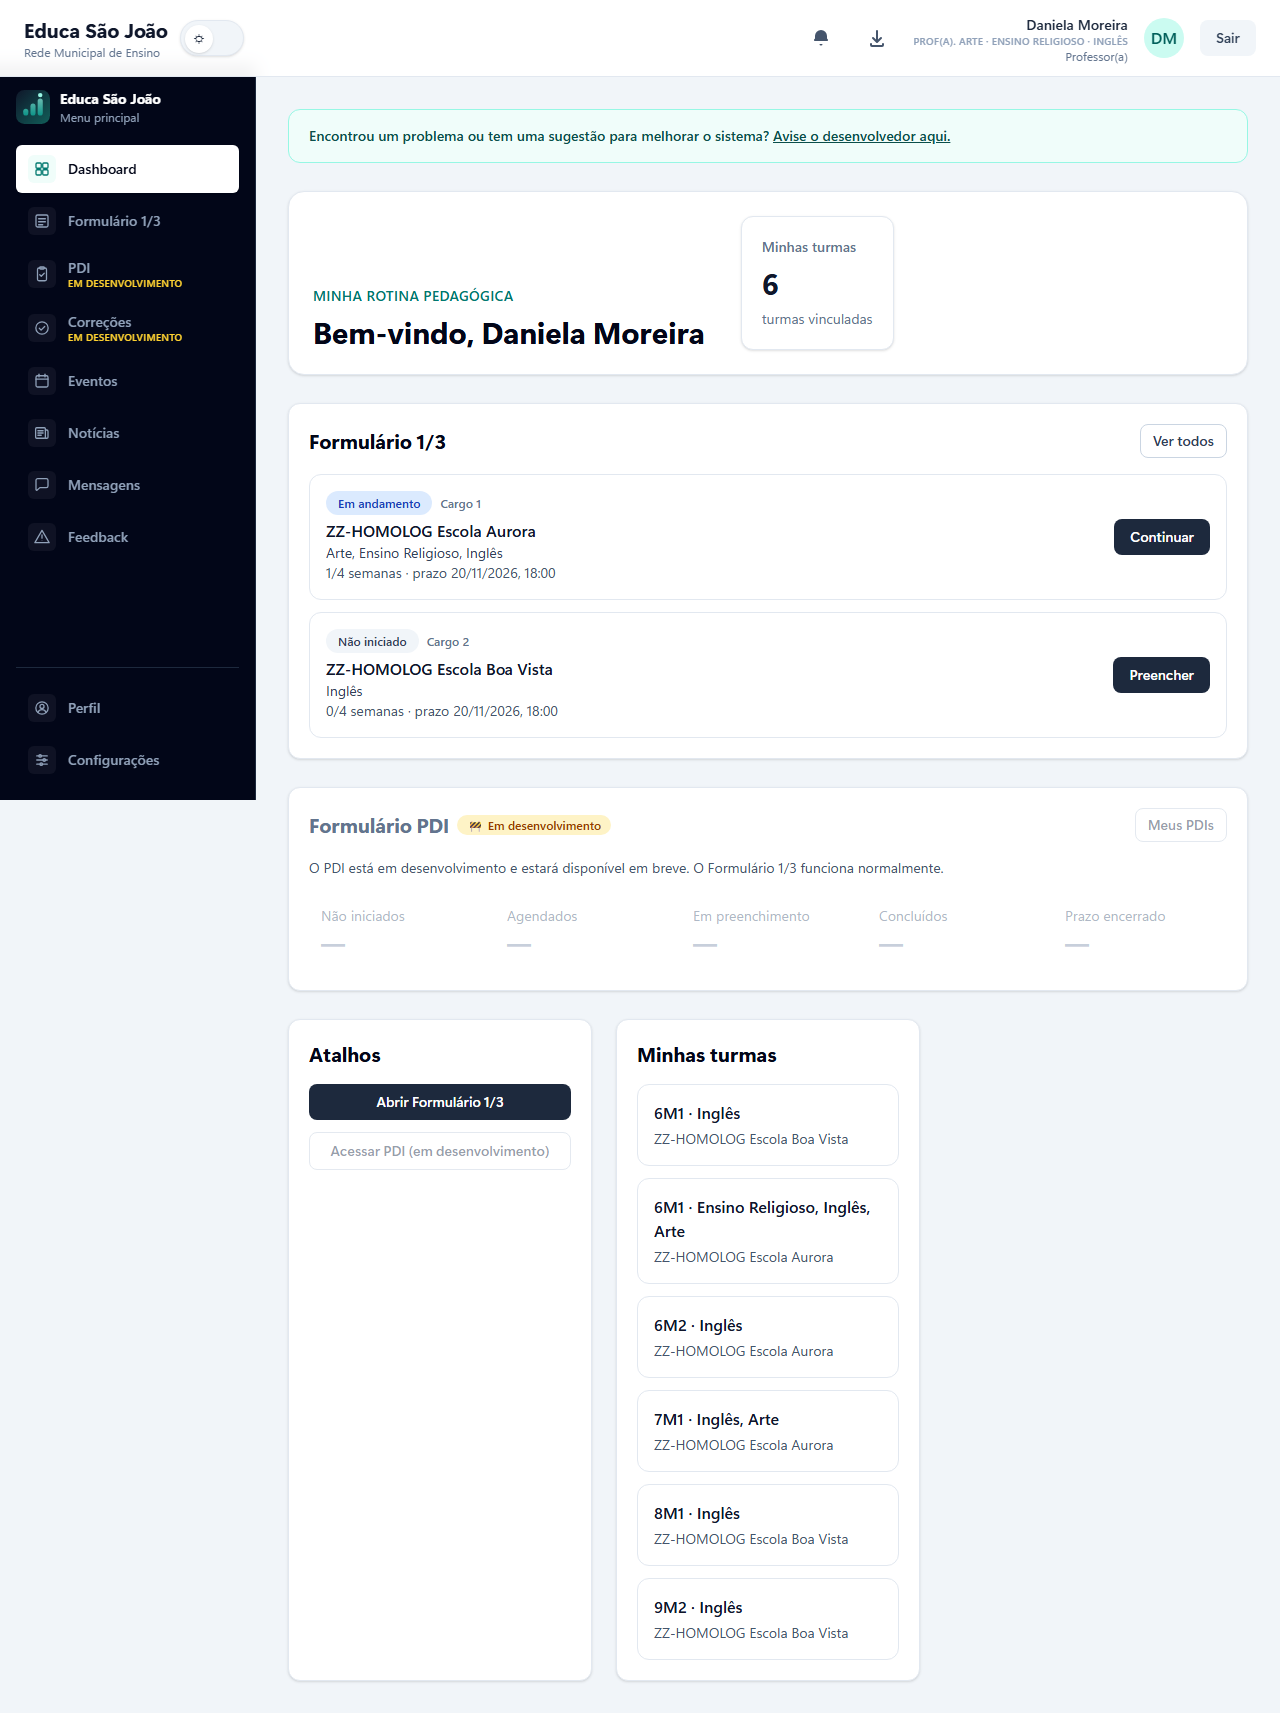 Educa São João
Rede Municipal de Ensino
Daniela Moreira
PROF(A). ARTE · ENSINO RELIGIOSO · INGLÊS
Professor(a)
DM
Sair
Educa São João
Menu principal
Dashboard
Formulário 1/3
PDI
EM DESENVOLVIMENTO
Correções
EM DESENVOLVIMENTO
Eventos
Notícias
Mensagens
Feedback
Perfil
Configurações
Encontrou um problema ou tem uma sugestão para melhorar o sistema? Avise o desenvolvedor aqui.
MINHA ROTINA PEDAGÓGICA
Bem-vindo, Daniela Moreira
Minhas turmas
6
turmas vinculadas
Formulário 1/3
Ver todos
Em andamento Cargo 1
ZZ-HOMOLOG Escola Aurora
Arte, Ensino Religioso, Inglês
1/4 semanas · prazo 20/11/2026, 18:00
Continuar
Não iniciado Cargo 2
ZZ-HOMOLOG Escola Boa Vista
Inglês
0/4 semanas · prazo 20/11/2026, 18:00
Preencher
Formulário PDI
Em desenvolvimento
Meus PDIs
O PDI está em desenvolvimento e estará disponível em breve. O Formulário 1/3 funciona normalmente.
Não iniciados
—
Agendados
—
Em preenchimento
—
Concluídos
—
Prazo encerrado
—
Atalhos
Abrir Formulário 1/3
Acessar PDI (em desenvolvimento)
Minhas turmas
6M1 · Inglês
ZZ-HOMOLOG Escola Boa Vista
6M1 · Ensino Religioso, Inglês,
Arte
ZZ-HOMOLOG Escola Aurora
6M2 · Inglês
ZZ-HOMOLOG Escola Aurora
7M1 · Inglês, Arte
ZZ-HOMOLOG Escola Aurora
8M1 · Inglês
ZZ-HOMOLOG Escola Boa Vista
9M2 · Inglês
ZZ-HOMOLOG Escola Boa Vista